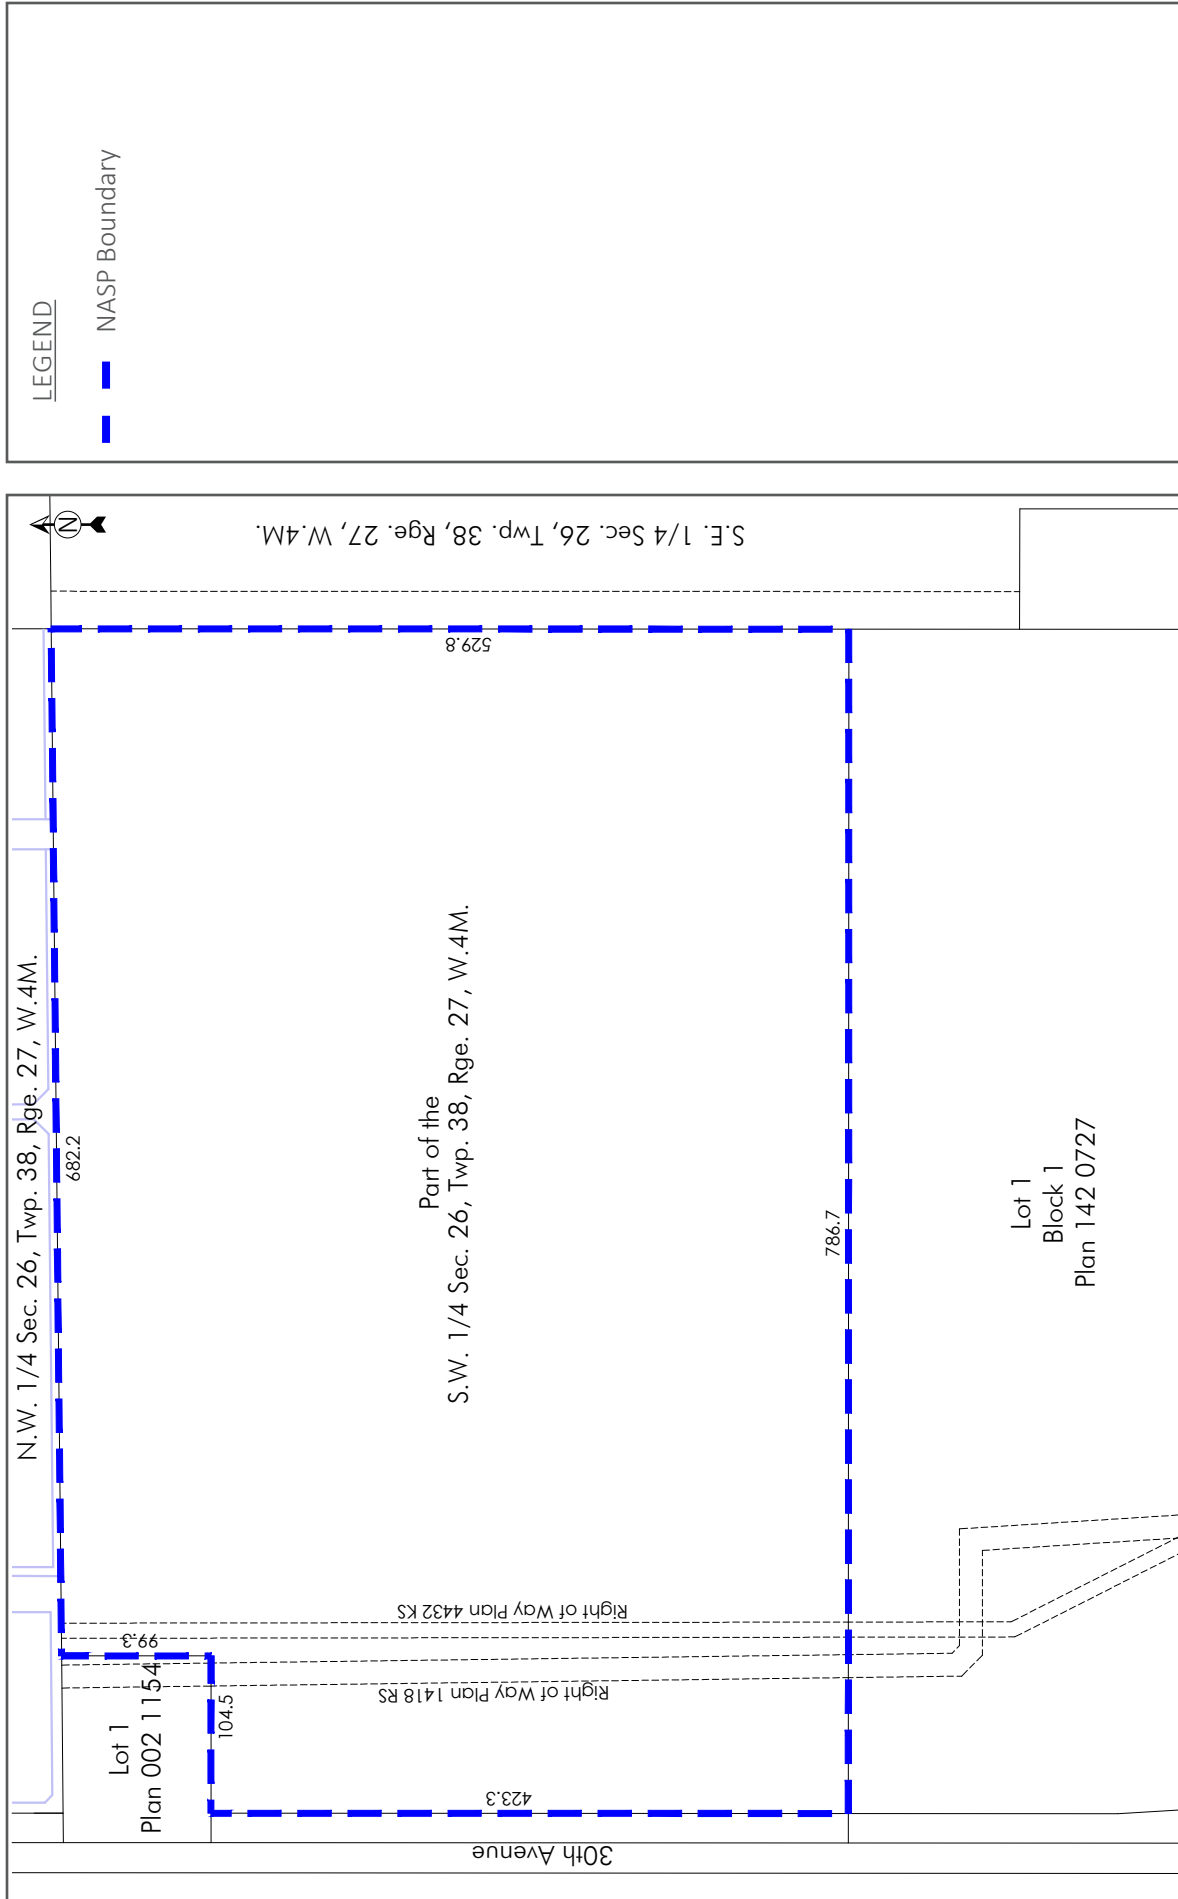 LEGEND
NASP Boundary
N
S.E. 1/4 Sec. 26, Twp. 38, Rge. 27, W.4M.
529.8
N.W. 1/4 Sec. 26, Twp. 38, Rge. 27, W.4M.
682.2
Part of the
S.W. 1/4 Sec. 26, Twp. 38, Rge. 27, W.4M.
786.7
Lot 1
Block 1
Plan 142 0727
Right of Way Plan 4432 KS
99.3
Right of Way Plan 1418 RS
Lot 1
Plan 002 1154
104.5
423.3
30th Avenue